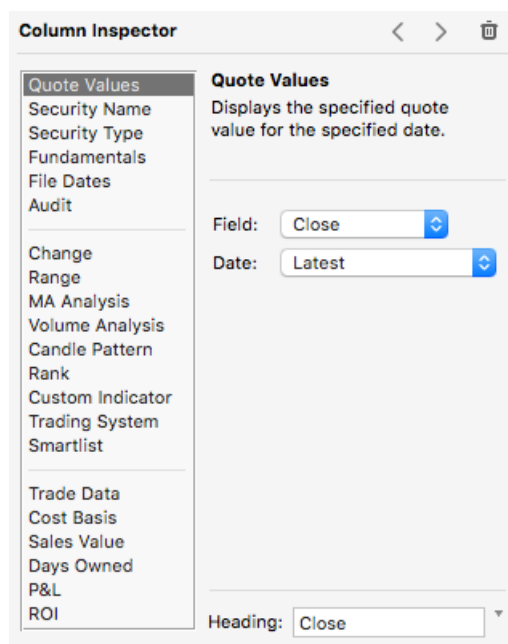 Column Inspector
Quote Values
Security Name
Security Type
Fundamentals
File Dates
Audit
Change
Range
MA Analysis
Volume Analysis
Candle Pattern
Rank
Custom Indicator
Trading System
Smartlist
Trade Data
Cost Basis
Sales Value
Days Owned
P&L
ROI
Quote Values
Displays the specified quote
value for the specified date.
Field: Close
Date: Latest
Heading: Close